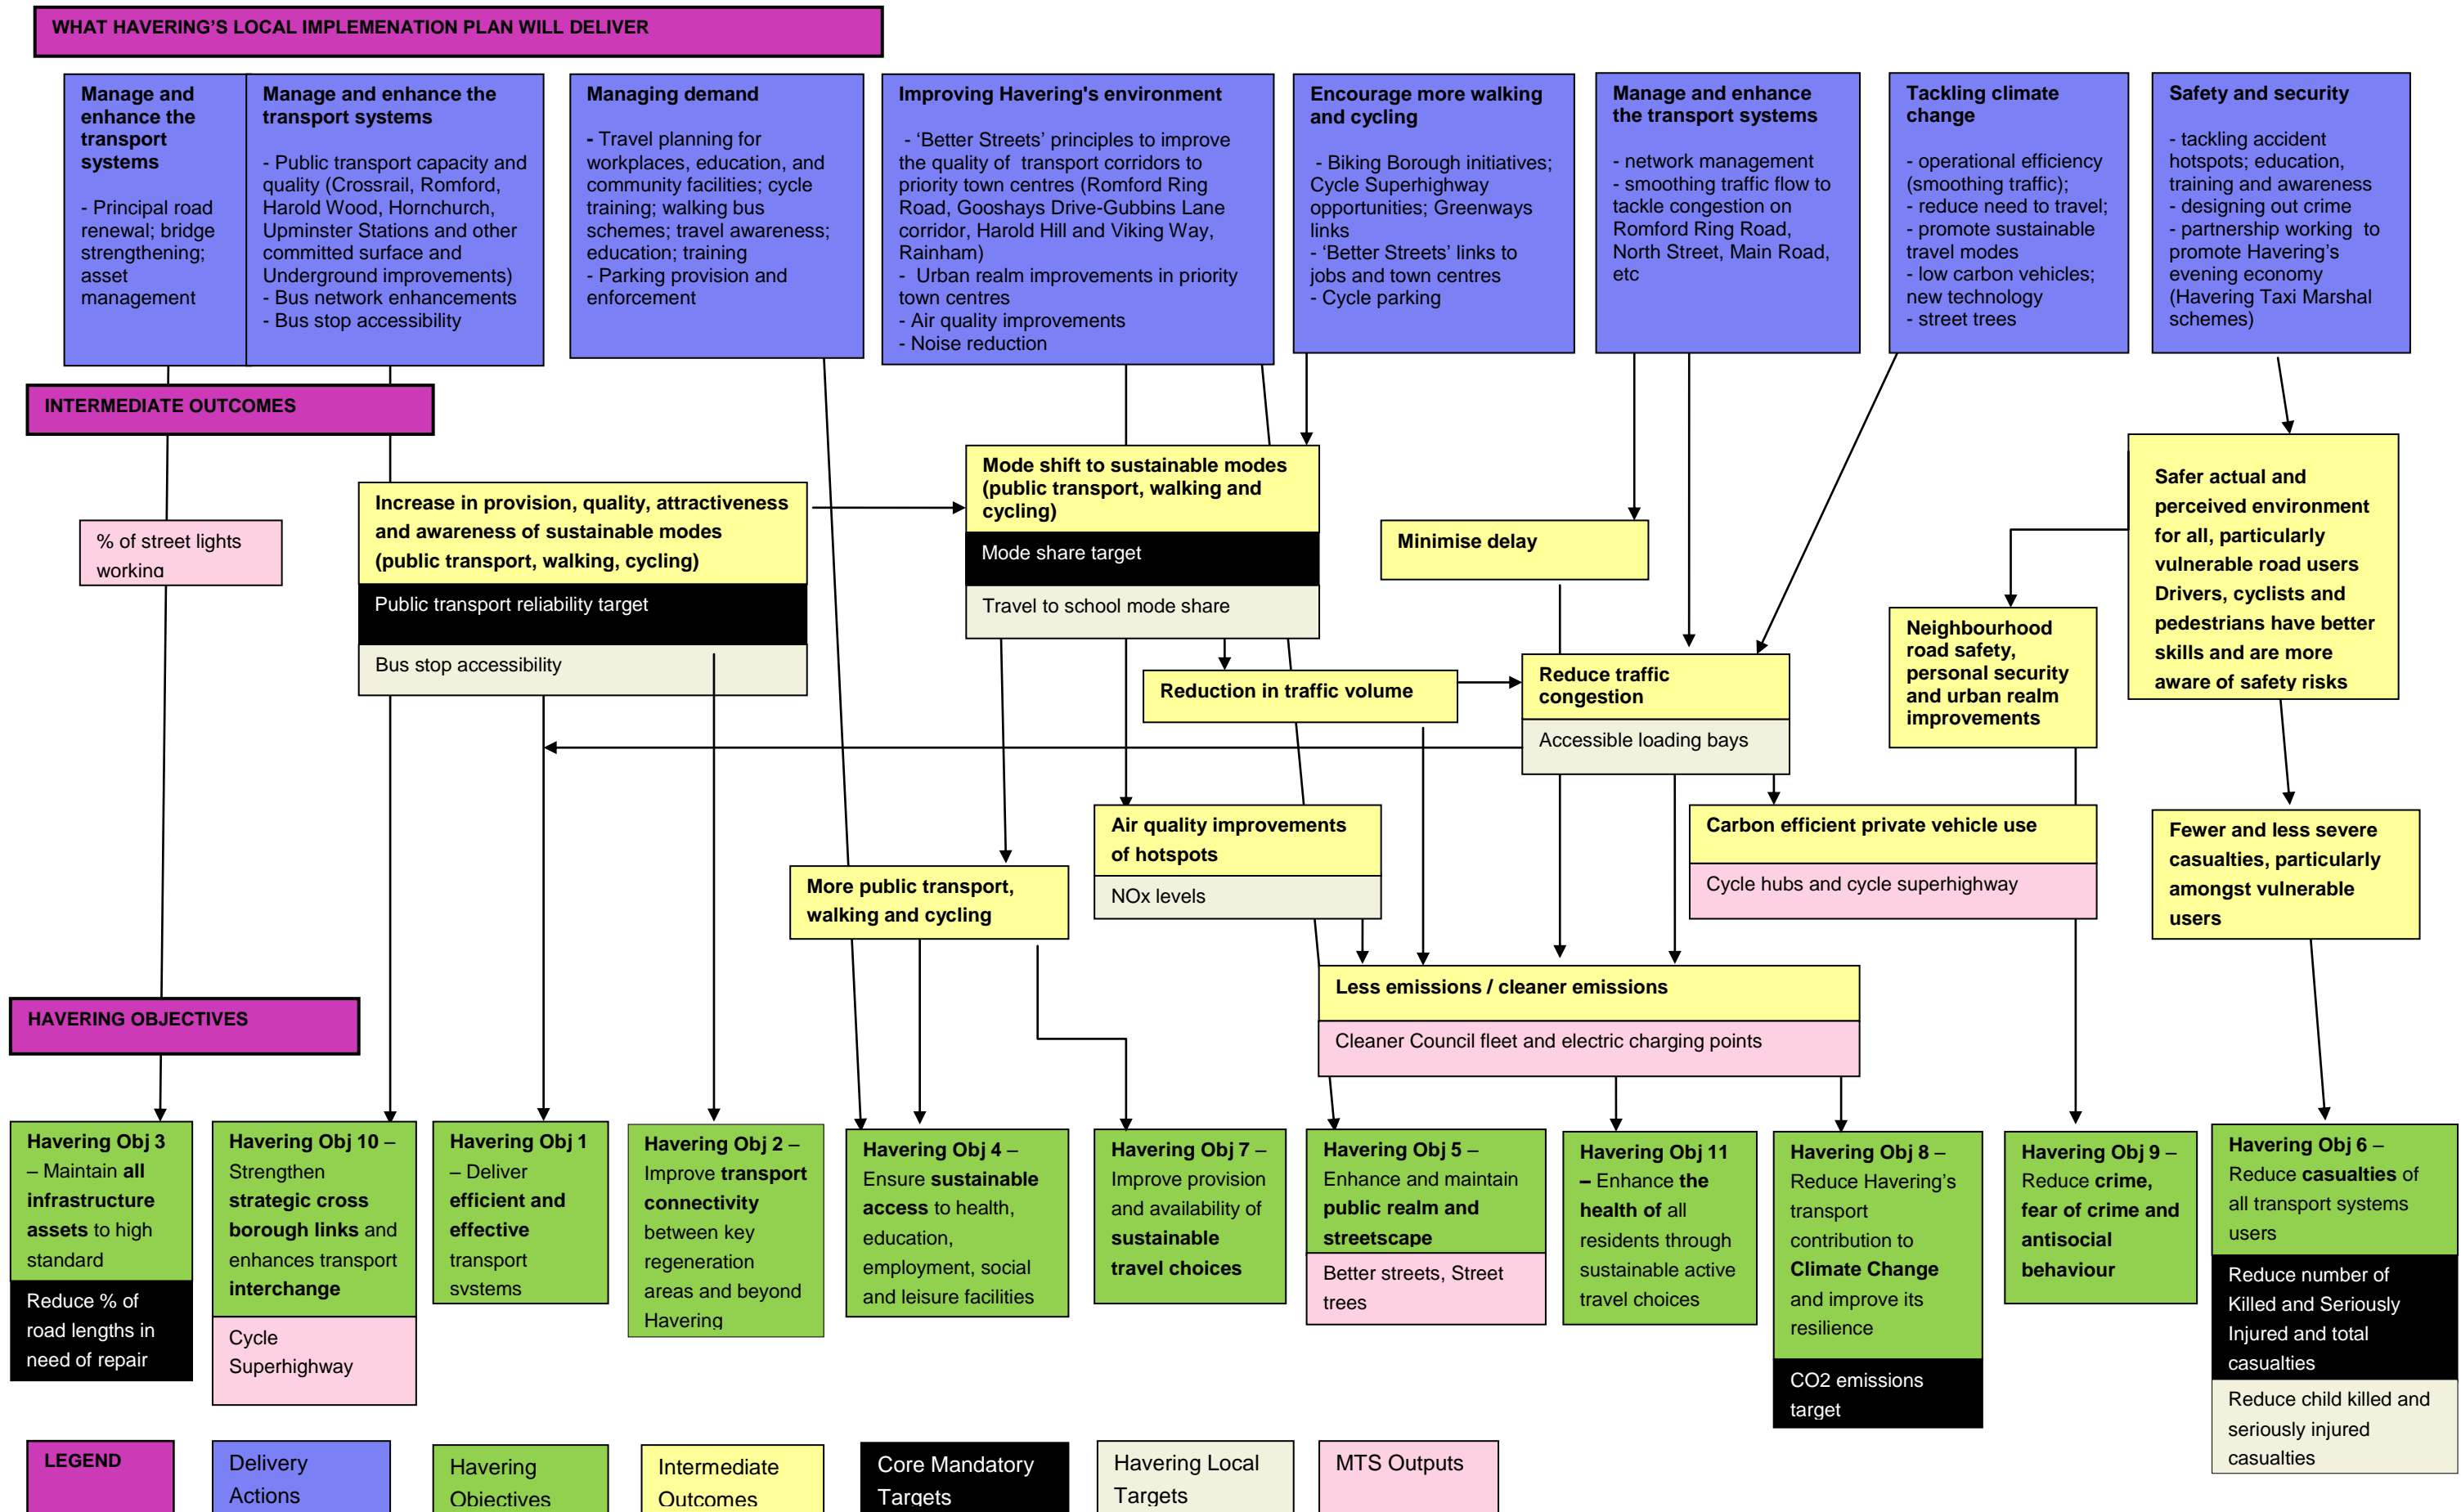 WHAT HAVERING'S LOCAL IMPLEMENATION PLAN WILL DELIVER
Manage and
enhance the
transport
systems
- Principal road
renewal; bridge
strengthening;
asset
management
Manage and enhance the
transport systems
- Public transport capacity and
quality (Crossrail, Romford,
Harold Wood, Hornchurch,
Upminster Stations and other
committed surface and
Underground improvements)
- Bus network enhancements
- Bus stop accessibility
Managing demand
- Travel planning for
workplaces, education, and
community facilities; cycle
training; walking bus
schemes; travel awareness;
education; training
- Parking provision and
enforcement
Improving Havering's environment
- 'Better Streets' principles to improve
the quality of transport corridors to
priority town centres (Romford Ring
Road, Gooshays Drive-Gubbins Lane
corridor, Harold Hill and Viking Way,
Rainham)
- Urban realm improvements in priority
town centres
- Air quality improvements
- Noise reduction
Encourage more walking
and cycling
- Biking Borough initiatives;
Cycle Superhighway
opportunities; Greenways
links
- 'Better Streets' links to
jobs and town centres
- Cycle parking
Manage and enhance
the transport systems
- network management
- smoothing traffic flow to
tackle congestion on
Romford Ring Road,
North Street, Main Road,
etc
Tackling climate
change
- operational efficiency
(smoothing traffic);
- reduce need to travel;
- promote sustainable
travel modes
- low carbon vehicles;
new technology
- street trees
Safety and security
- tackling accident
hotspots; education,
training and awareness
- designing out crime
- partnership working to
promote Havering's
evening economy
(Havering Taxi Marshal
schemes)
INTERMEDIATE OUTCOMES
% of street lights
working
Increase in provision, quality, attractiveness
and awareness of sustainable modes
(public transport, walking, cycling)
Public transport reliability target
Bus stop accessibility
Mode shift to sustainable modes
(public transport, walking and
cycling)
Mode share target
Travel to school mode share
Minimise delay
Reduction in traffic volume
Reduce traffic
congestion
Accessible loading bays
Neighbourhood
road safety,
personal security
and urban realm
improvements
Safer actual and
perceived environment
for all, particularly
vulnerable road users
Drivers, cyclists and
pedestrians have better
skills and are more
aware of safety risks
More public transport,
walking and cycling
Air quality improvements
of hotspots
NOx levels
Carbon efficient private vehicle use
Cycle hubs and cycle superhighway
Fewer and less severe
casualties, particularly
amongst vulnerable
users
Less emissions / cleaner emissions
Cleaner Council fleet and electric charging points
HAVERING OBJECTIVES
Havering Obj 3
– Maintain all
infrastructure
assets to high
standard
Reduce % of
road lengths in
need of repair
Havering Obj 10 –
Strengthen
strategic cross
borough links and
enhances transport
interchange
Cycle
Superhighway
Havering Obj 1
– Deliver
efficient and
effective
transport
systems
Havering Obj 2 –
Improve transport
connectivity
between key
regeneration
areas and beyond
Havering
Havering Obj 4 –
Ensure sustainable
access to health,
education,
employment, social
and leisure facilities
Havering Obj 7 –
Improve provision
and availability of
sustainable
travel choices
Havering Obj 5 –
Enhance and maintain
public realm and
streetscape
Better streets, Street
trees
Havering Obj 11
– Enhance the
health of all
residents through
sustainable active
travel choices
Havering Obj 8 –
Reduce Havering's
transport
contribution to
Climate Change
and improve its
resilience
CO2 emissions
target
Havering Obj 9 –
Reduce crime,
fear of crime and
antisocial
behaviour
Havering Obj 6 –
Reduce casualties of
all transport systems
users
Reduce number of
Killed and Seriously
Injured and total
casualties
Reduce child killed and
seriously injured
casualties
LEGEND
Delivery
Actions
Havering
Objectives
Intermediate
Outcomes
Core Mandatory
Targets
Havering Local
Targets
MTS Outputs